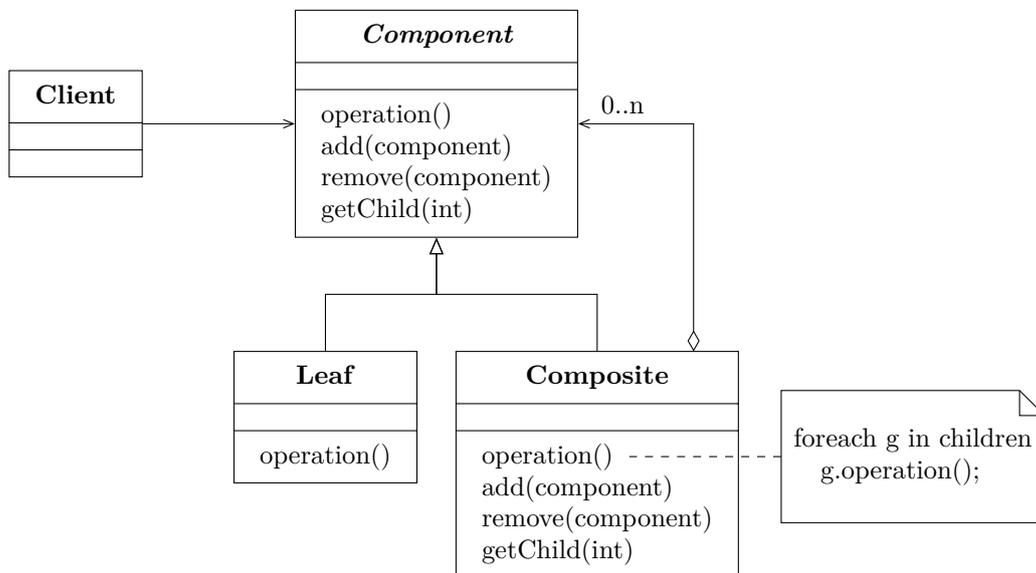 Component
operation()
add(component)
remove(component)
getChild(int)
Client
0..n
Leaf
operation()
Composite
operation()
add(component)
remove(component)
getChild(int)
foreach g in children
g.operation();